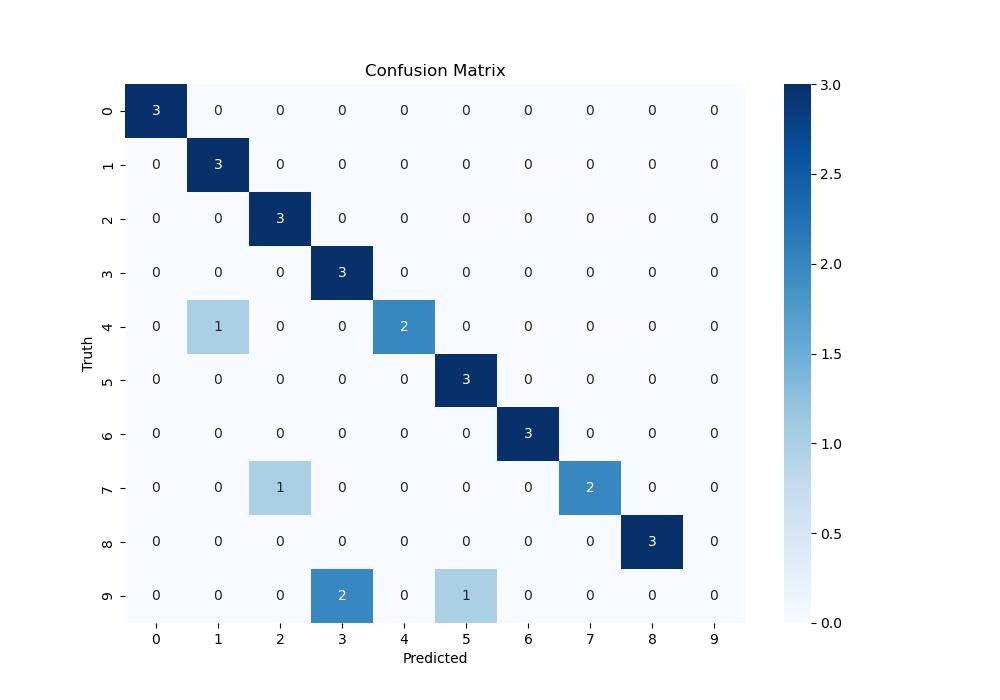 Confusion Matrix
Truth
0 3 0 0 0 0 0 0 0 0 0
1 0 3 0 0 0 0 0 0 0 0
2 0 0 3 0 0 0 0 0 0 0
3 0 0 0 3 0 0 0 0 0 0
4 0 1 0 0 2 0 0 0 0 0
5 0 0 0 0 0 3 0 0 0 0
6 0 0 0 0 0 0 3 0 0 0
7 0 0 1 0 0 0 0 2 0 0
8 0 0 0 0 0 0 0 0 3 0
9 0 0 0 2 0 1 0 0 0 0
0 1 2 3 4 5 6 7 8 9
Predicted
3.0
2.5
2.0
1.5
1.0
0.5
0.0